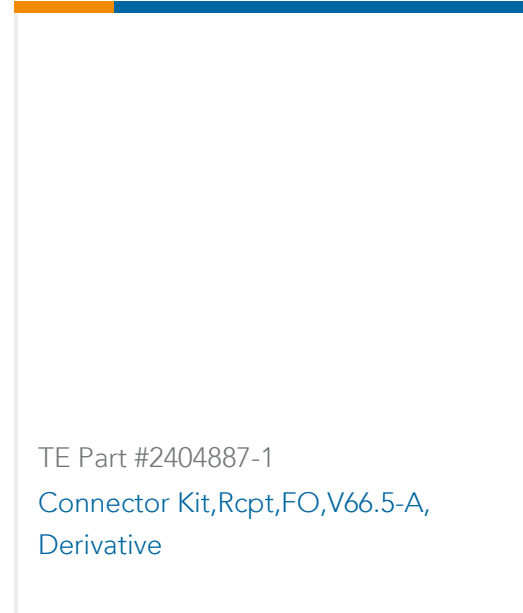 TE Part #2404887-1
Connector Kit,Rcpt,FO,V66.5-A,
Derivative